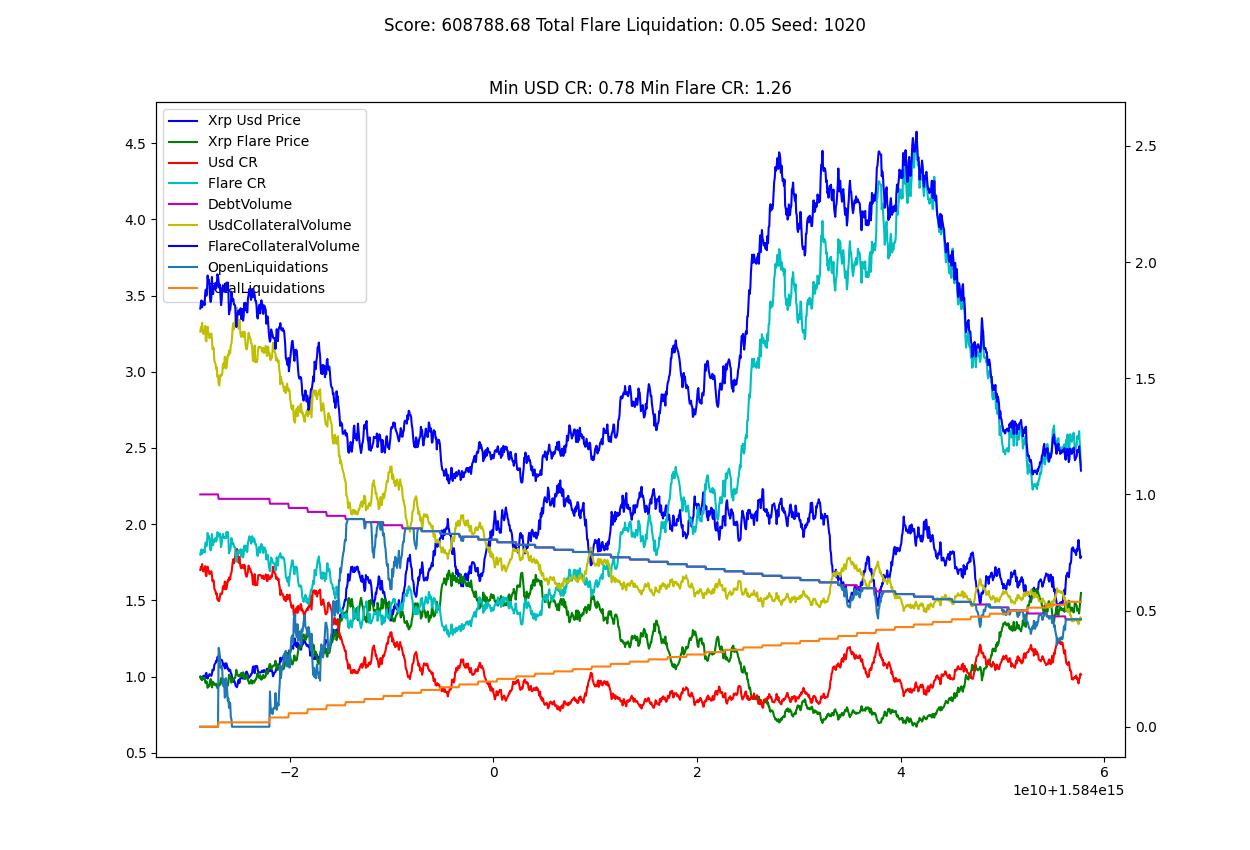 Score: 608788.68 Total Flare Liquidation: 0.05 Seed: 1020
Min USD CR: 0.78 Min Flare CR: 1.26
Xrp Usd Price
Xrp Flare Price
Usd CR
Flare CR
DebtVolume
UsdCollateralVolume
FlareCollateralVolume
OpenLiquidations
TotalLiquidations
4.5
4.0
3.5
3.0
2.5
2.0
1.5
1.0
0.5
2.5
2.0
1.5
1.0
0.5
0.0
−2
0
2
4
6
1e10+1.584e15